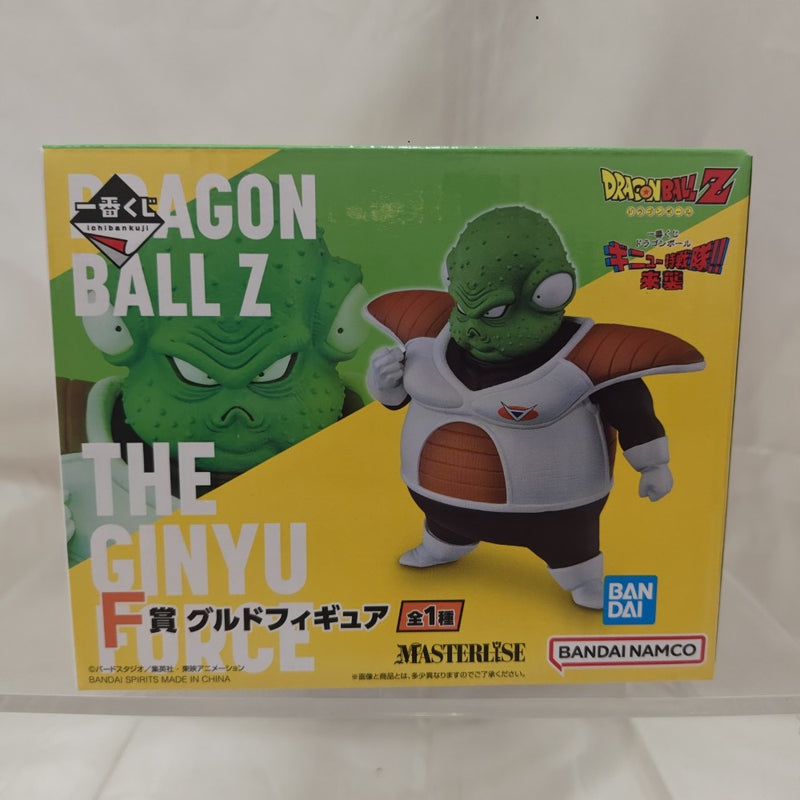 DRAGON
BALL Z
一番くじ
ichibankuji
DRAGON BALL Z
ドラゴンボールZ
一番くじ
ドラゴンボール
ギニュー特戦隊!!
来襲
THE
GINYU
FORCE
F賞 グルドフィギュア 全1種
BAN
DAI
MASTERLISE
BANDAI NAMCO
©バードスタジオ/集英社・東映アニメーション
BANDAI SPIRITS MADE IN CHINA
※画像と商品とは、多少異なりますのでご了承ください。